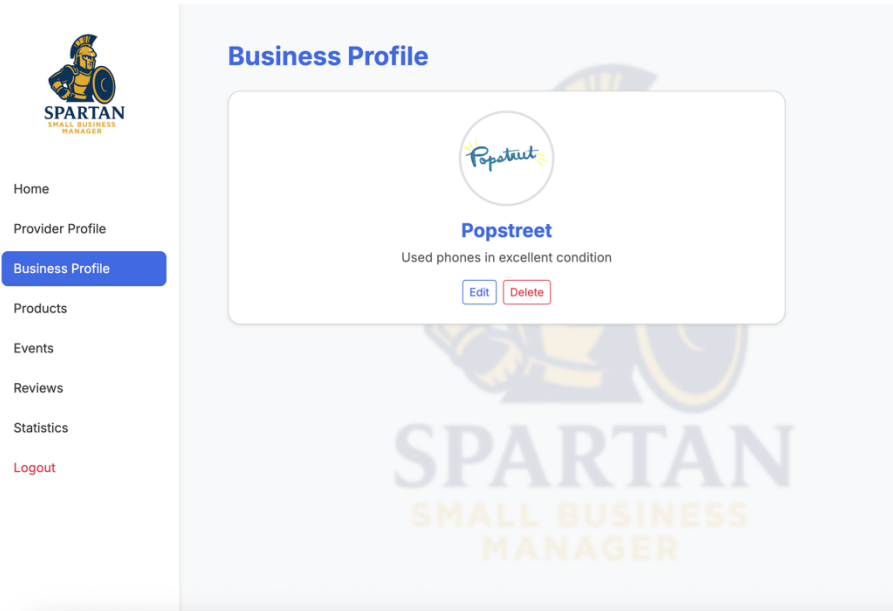 SPARTAN
SMALL BUSINESS
MANAGER
Home
Provider Profile
Business Profile
Products
Events
Reviews
Statistics
Logout
Business Profile
Popstrut
Popstreet
Used phones in excellent condition
Edit Delete
SPARTAN
SMALL BUSINESS
MANAGER